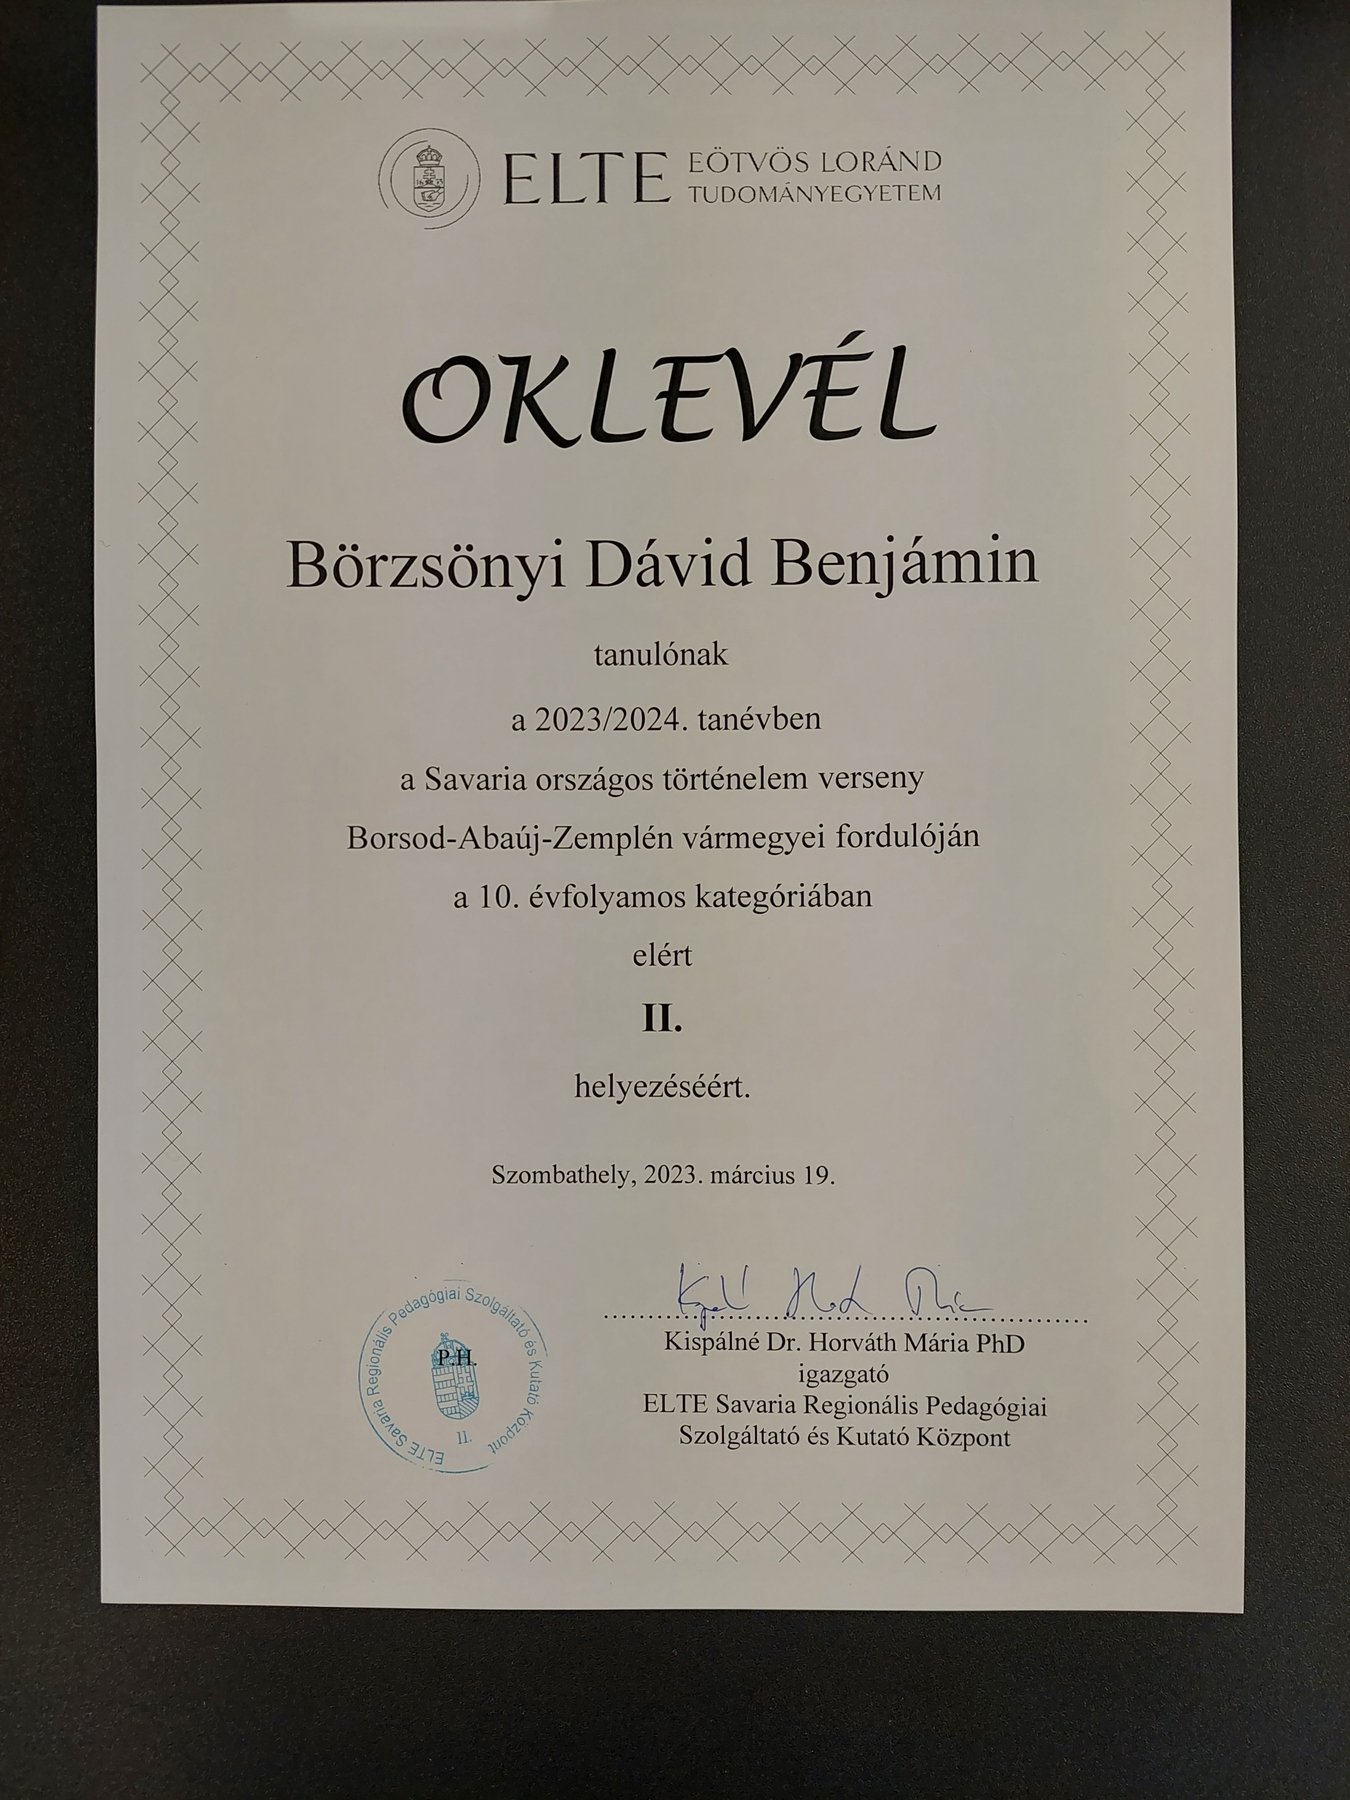 ELTE EÖTVÖS LORÁND
TUDOMÁNYEGYETEM
OKLEVÉL
Börzsönyi Dávid Benjámin
tanulónak
a 2023/2024. tanévben
a Savaria országos történelem verseny
Borsod-Abaúj-Zemplén vármegyei fordulóján
a 10. évfolyamos kategóriában
elért
II.
helyezéséért.
Szombathely, 2023. március 19.
ELTE Savaria Regionális Pedagógiai Szolgáltató és Kutató Központ
P.H.
II.
Kispálné Dr. Horváth Mária PhD
igazgató
ELTE Savaria Regionális Pedagógiai
Szolgáltató és Kutató Központ